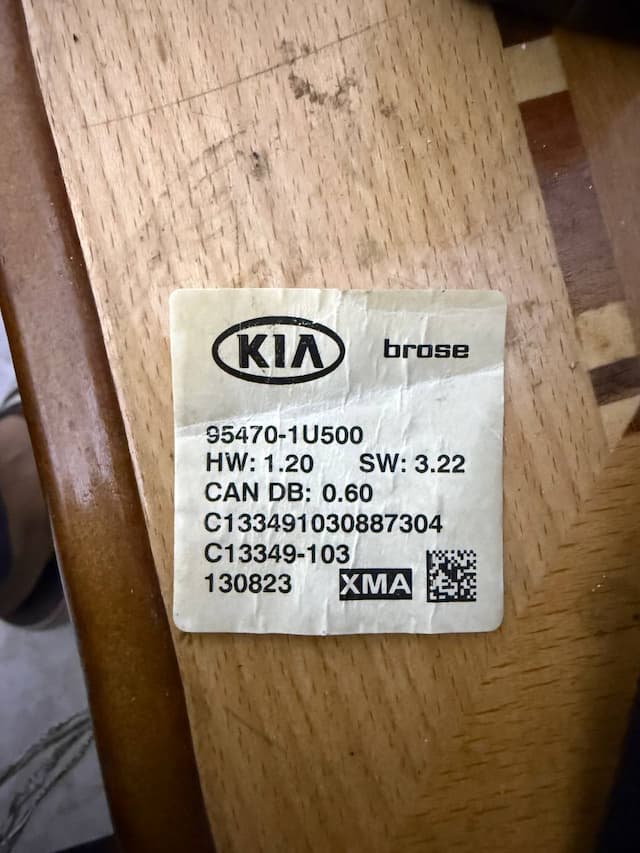 KIA brose
95470-1U500
HW: 1.20 SW: 3.22
CAN DB: 0.60
C133491030887304
C13349-103
130823 XMA